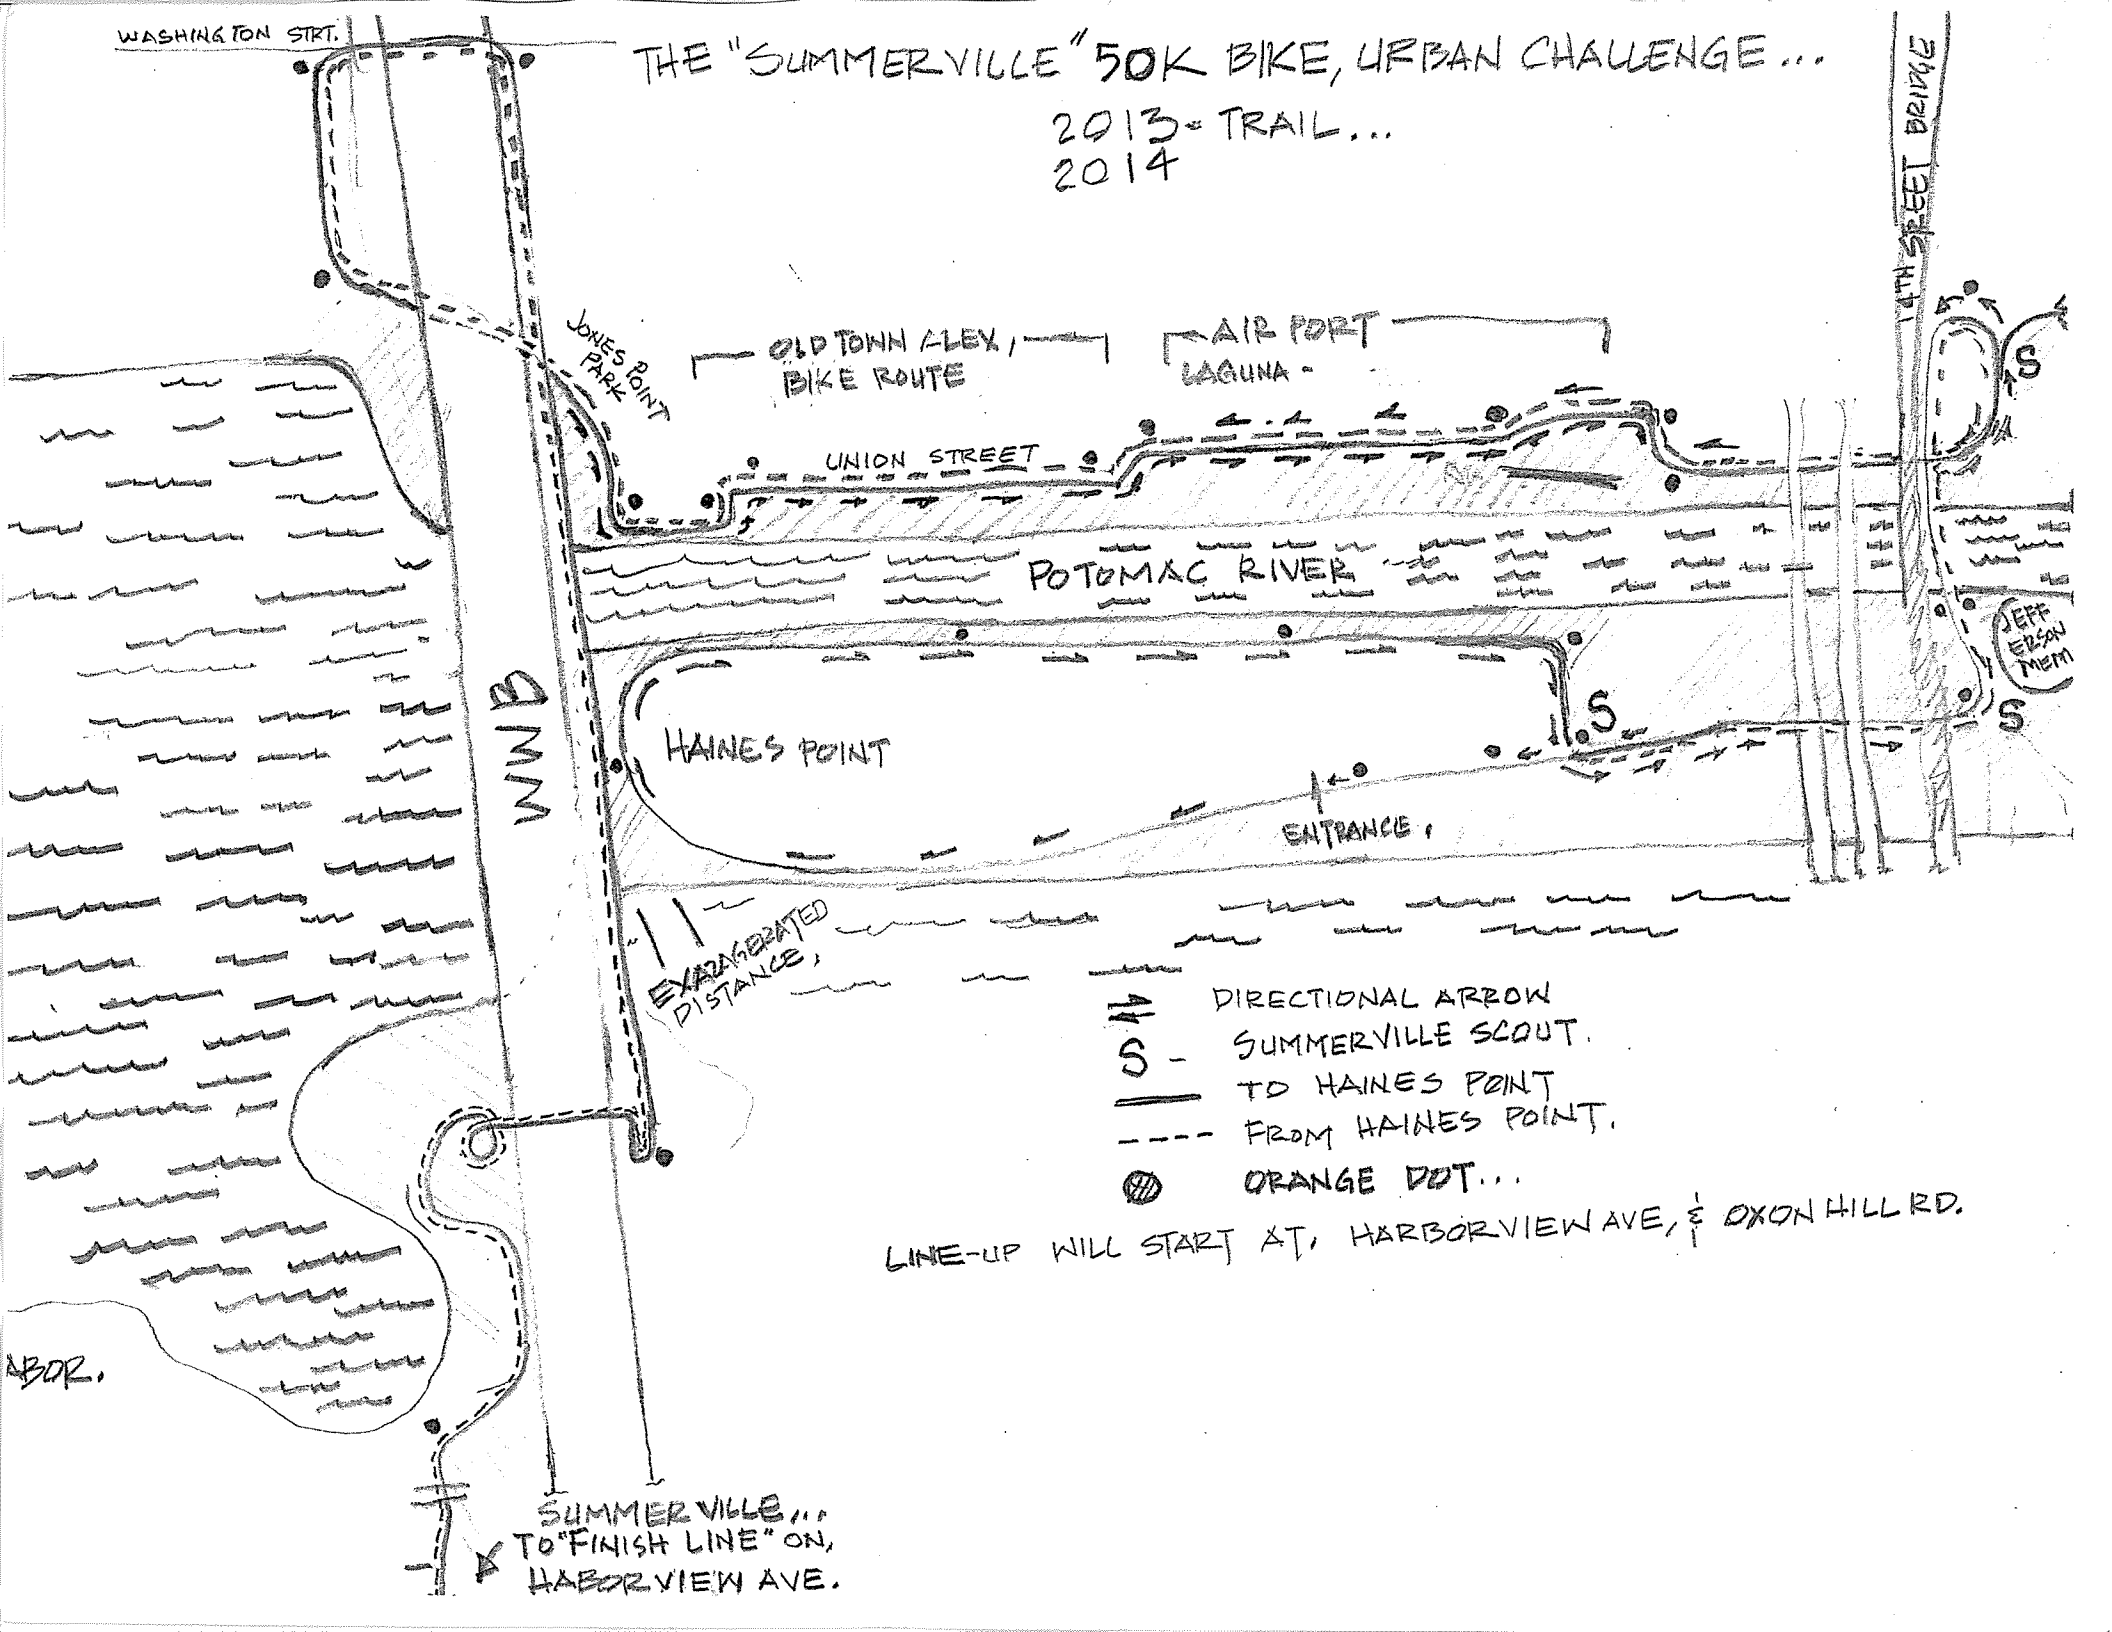 WASHINGTON STRT.
THE "SUMMERVILLE" 50K BIKE, URBAN CHALLENGE...
2013- TRAIL...
2014
14TH STREET BRIDGE
JONES POINT
PARK
OLD TOWN ALEX,
BIKE ROUTE
AIR PORT
LAGUNA -
S
UNION STREET
POTOMAC RIVER
JEFF
ERSON
MEM
WWB
HAINES POINT
S
S
ENTRANCE.
EXAZAGERATED
DISTANCE,
DIRECTIONAL ARROW
S - SUMMERVILLE SCOUT.
TO HAINES POINT
FROM HAINES POINT.
ORANGE DOT...
LINE-UP WILL START AT, HARBORVIEW AVE, & OXON HILL RD.
ABOR.
SUMMERVILLE...
TO "FINISH LINE" ON,
HABORVIEW AVE.